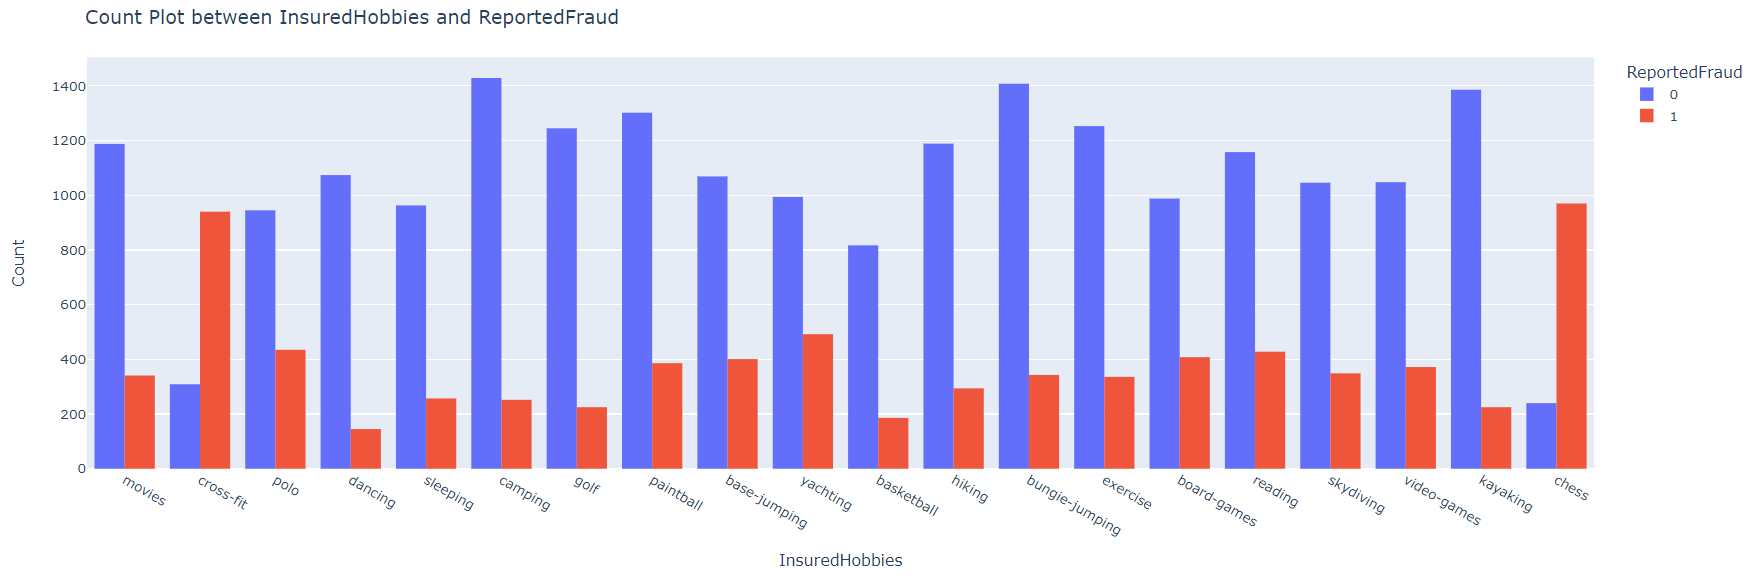 Count Plot between InsuredHobbies and ReportedFraud
ReportedFraud
0
1
Count
1400
1200
1000
800
600
400
200
0
movies
cross-fit
polo
dancing
sleeping
camping
golf
paintball
base-jumping
yachting
basketball
hiking
bungie-jumping
exercise
board-games
reading
skydiving
video-games
kayaking
chess
InsuredHobbies